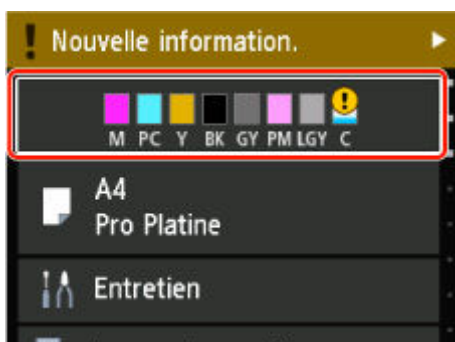 Nouvelle information.
M PC Y BK GY PM LGY C
A4
Pro Platine
Entretien